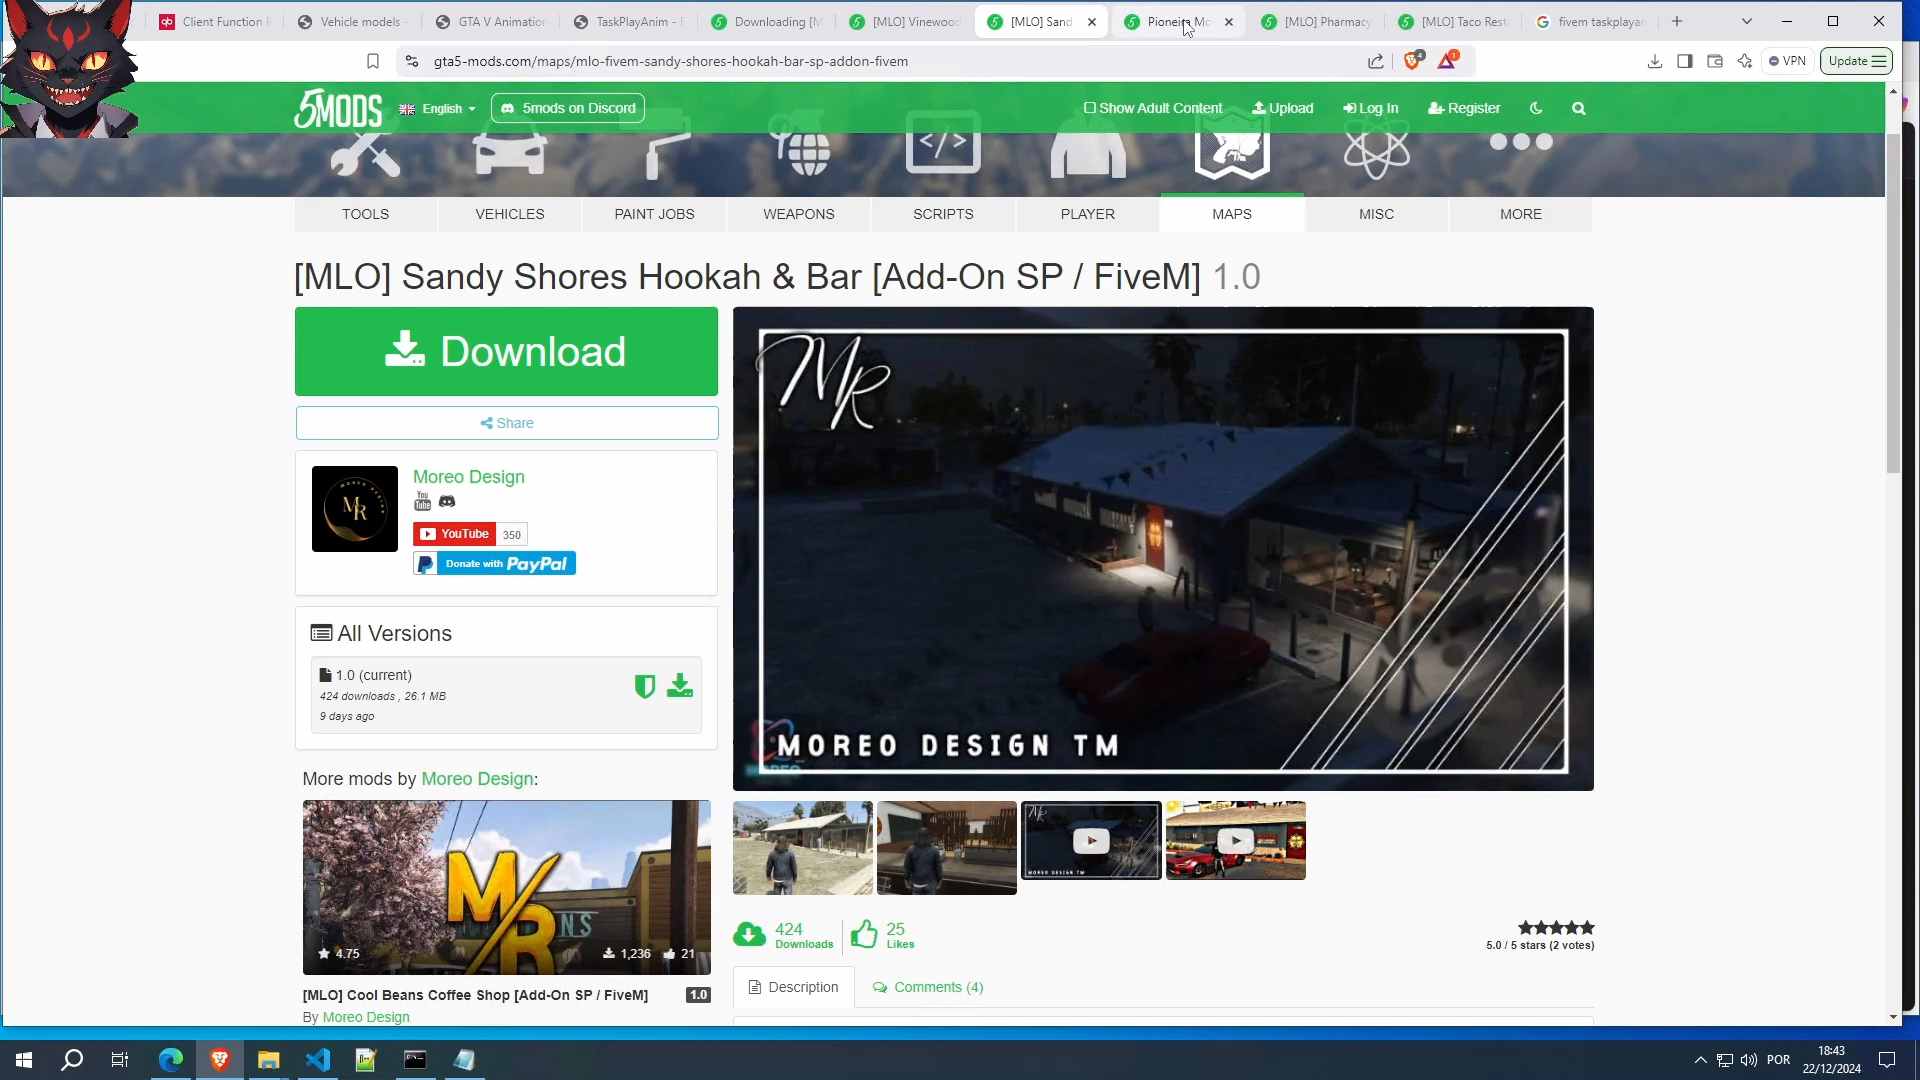 Client Function R
Vehicle models -
GTA V Animation
TaskPlayAnim - F
Downloading [M
[MLO] Vinewood
[MLO] Sand
Pioneira Mo
[MLO] Pharmacy
[MLO] Taco Rest
fivem taskplayan
gta5-mods.com/maps/mlo-fivem-sandy-shores-hookah-bar-sp-addon-fivem
4
1
VPN
Update
5MODS
English
5mods on Discord
Show Adult Content
Upload
Log In
Register
TOOLS
VEHICLES
PAINT JOBS
WEAPONS
SCRIPTS
PLAYER
MAPS
MISC
MORE
[MLO] Sandy Shores Hookah & Bar [Add-On SP / FiveM] 1.0
Download
Share
Moreo Design
YouTube 350
Donate with PayPal
All Versions
1.0 (current)
424 downloads , 26.1 MB
9 days ago
More mods by Moreo Design:
4.75
1,236
21
[MLO] Cool Beans Coffee Shop [Add-On SP / FiveM]
1.0
By Moreo Design
MR
MOREO DESIGN TM
424
Downloads
25
Likes
5.0 / 5 stars (2 votes)
Description
Comments (4)
POR
18:43
22/12/2024